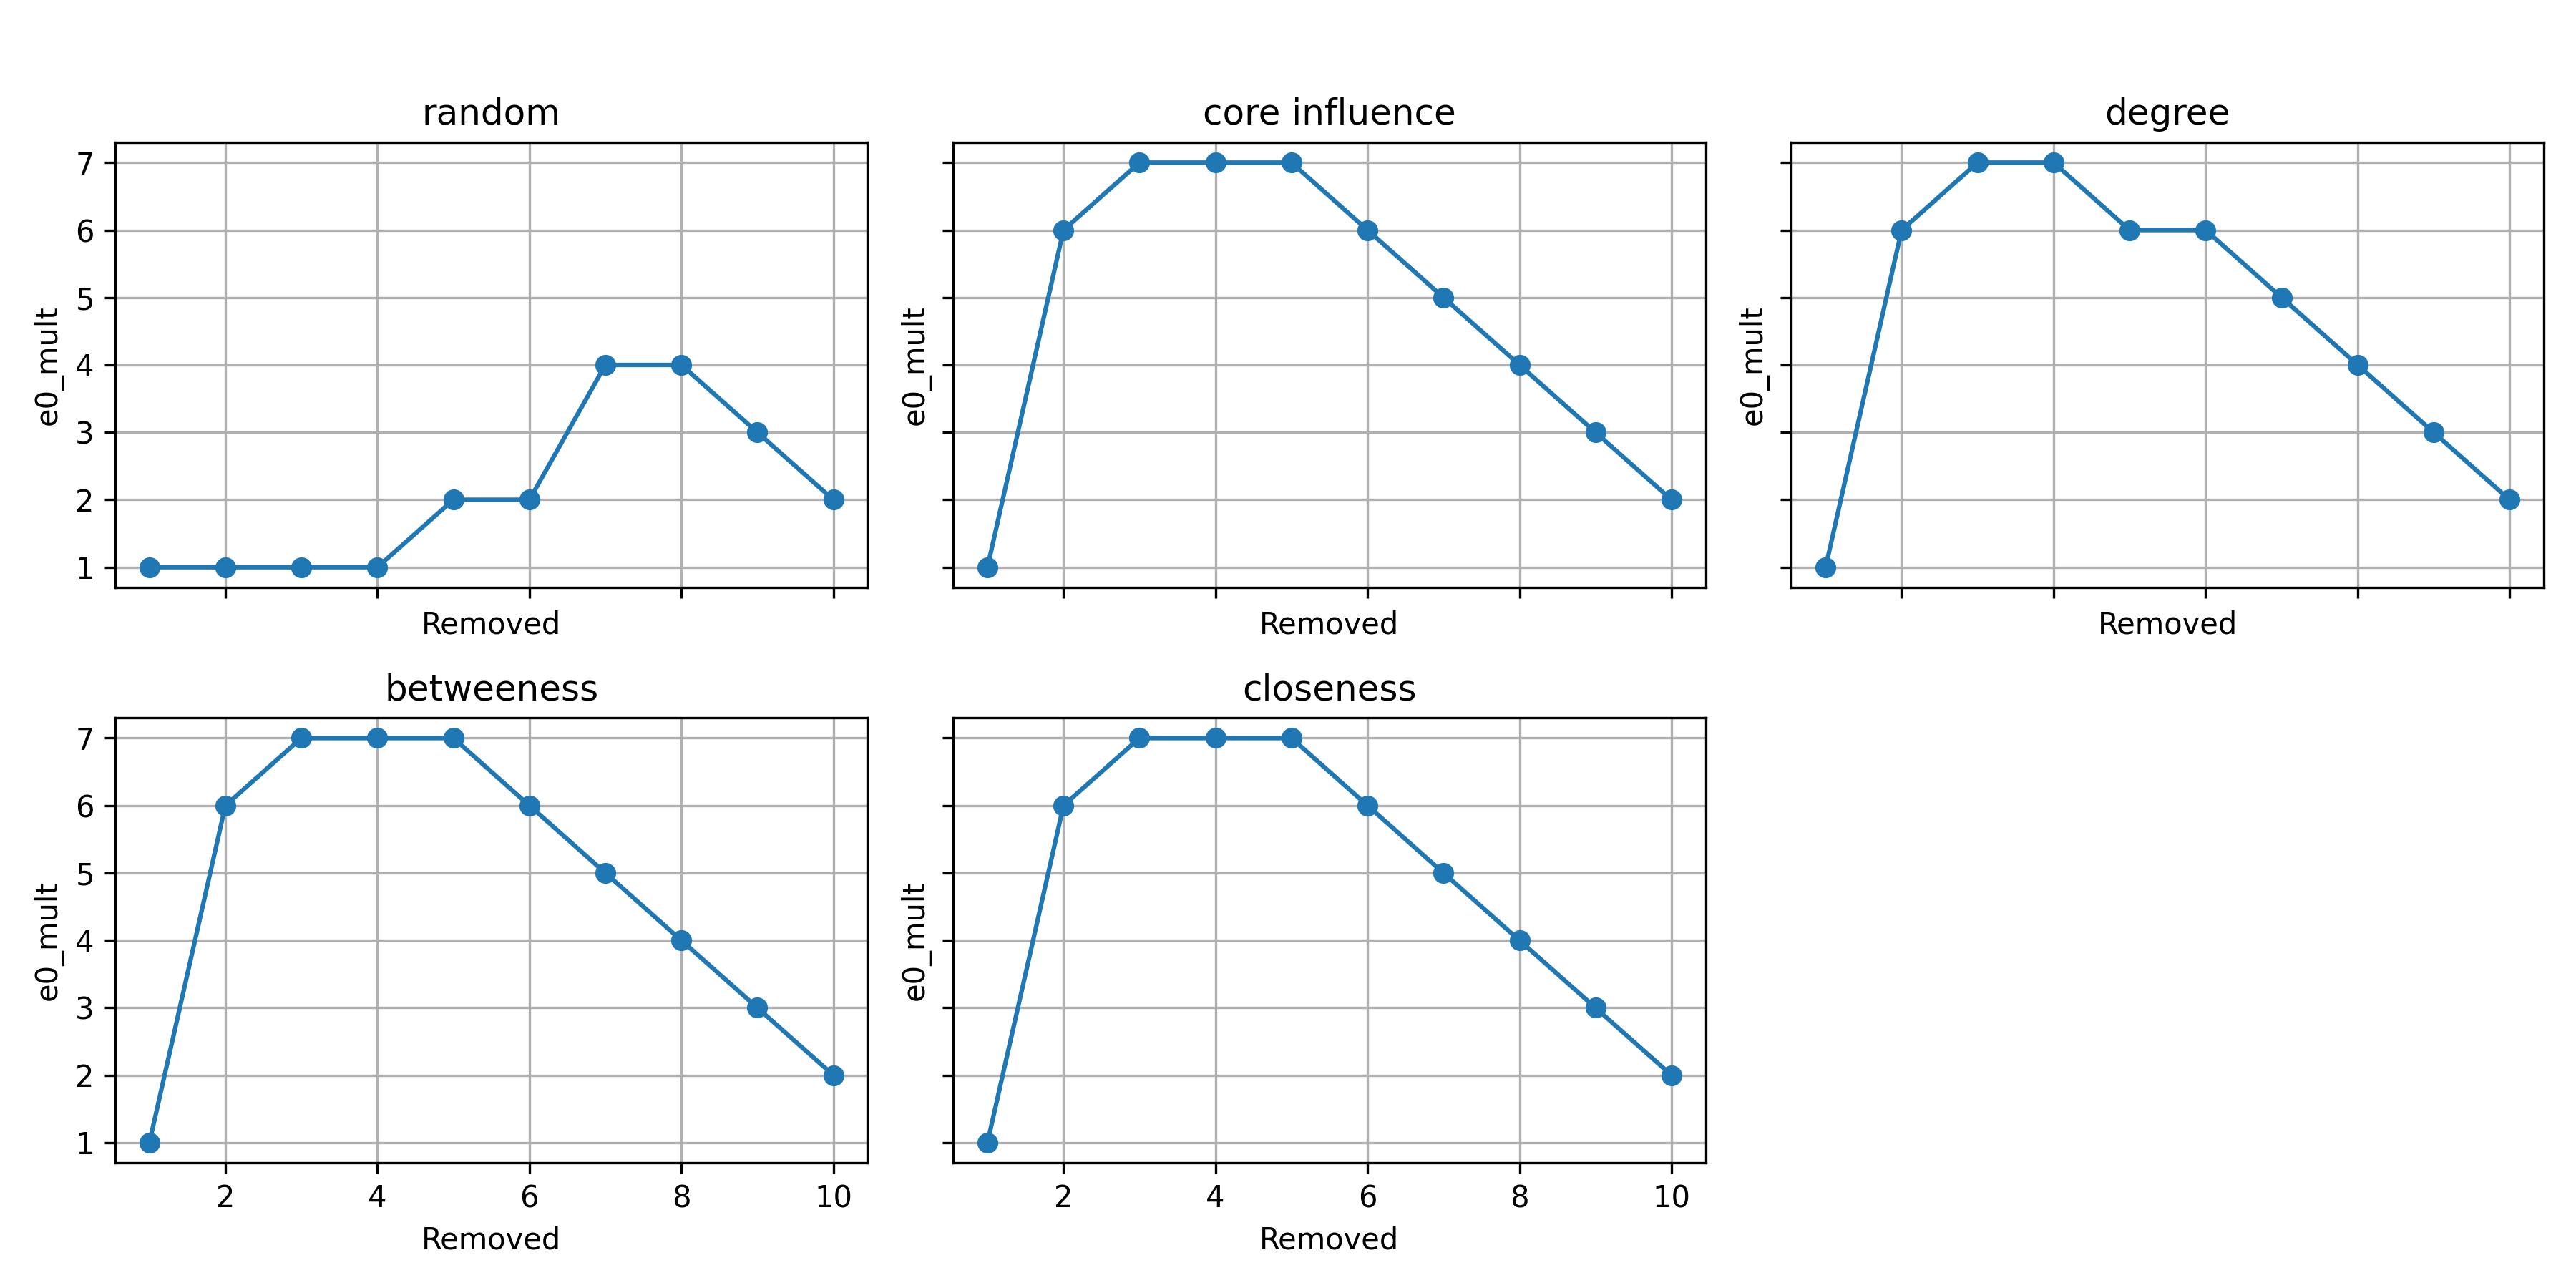 random
core influence
degree
7
6
5
4
3
2
1
e0_mult
e0_mult
e0_mult
Removed
Removed
Removed
betweeness
closeness
7
6
5
4
3
2
1
e0_mult
e0_mult
2 4 6 8 10
2 4 6 8 10
Removed
Removed